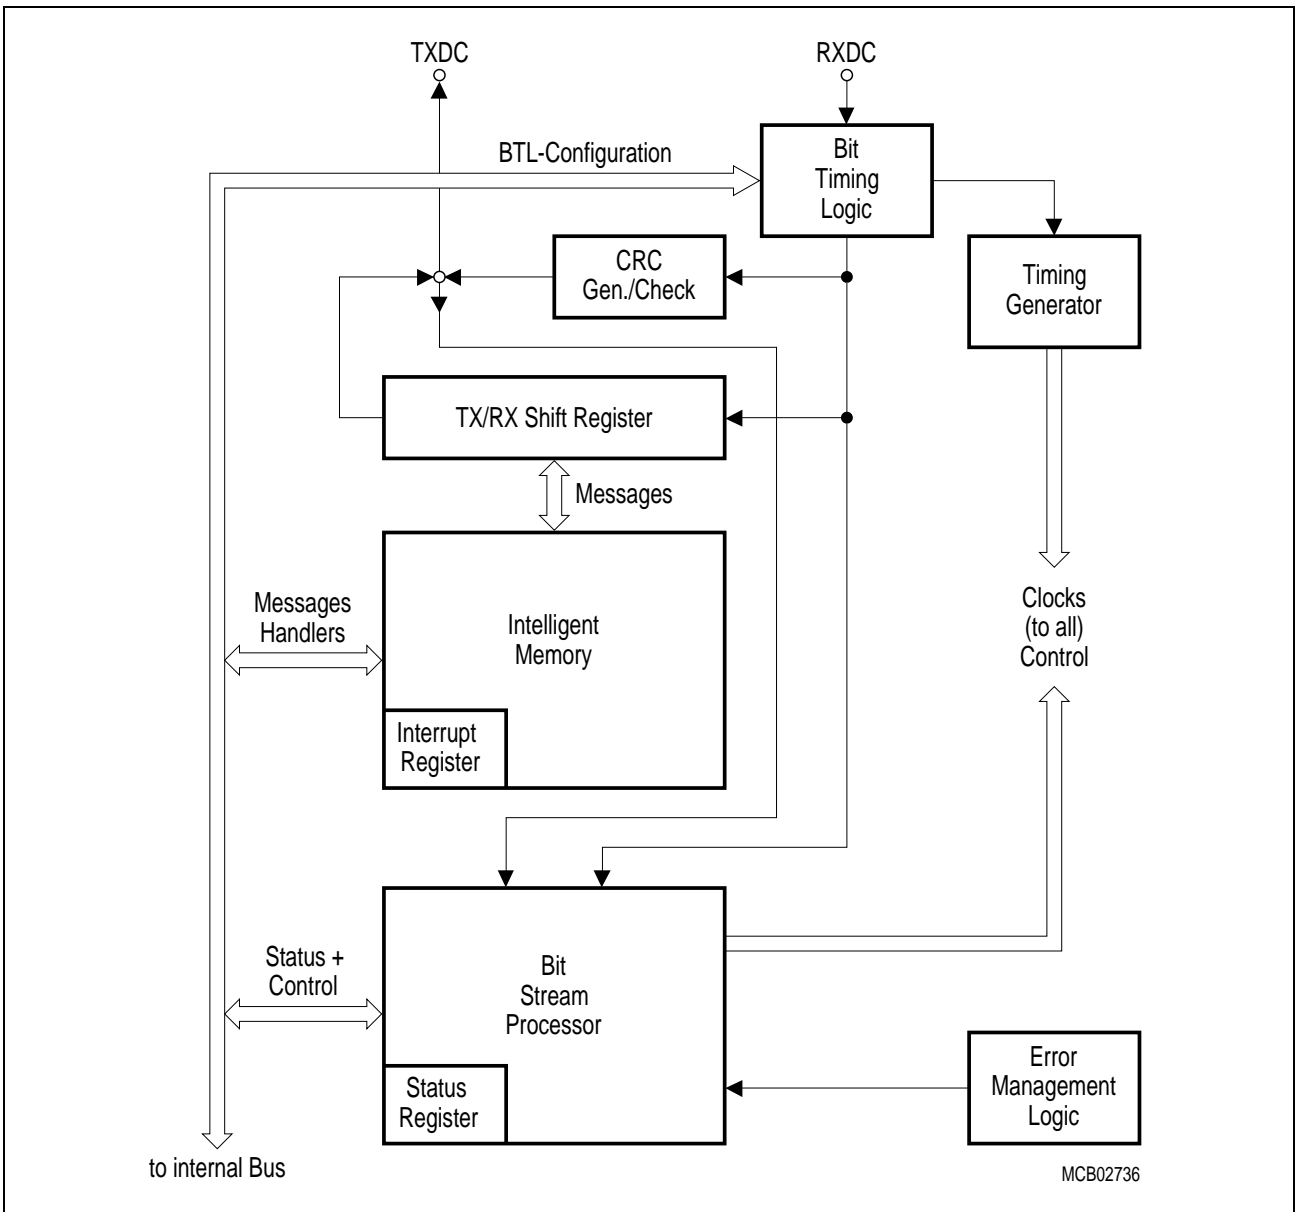 TXDC
RXDC
BTL-Configuration
Bit
Timing
Logic
CRC
Gen./Check
Timing
Generator
TX/RX Shift Register
Messages
Messages
Handlers
Intelligent
Memory
Clocks
(to all)
Control
Interrupt
Register
Status +
Control
Bit
Stream
Processor
Status
Register
Error
Management
Logic
to internal Bus
MCB02736